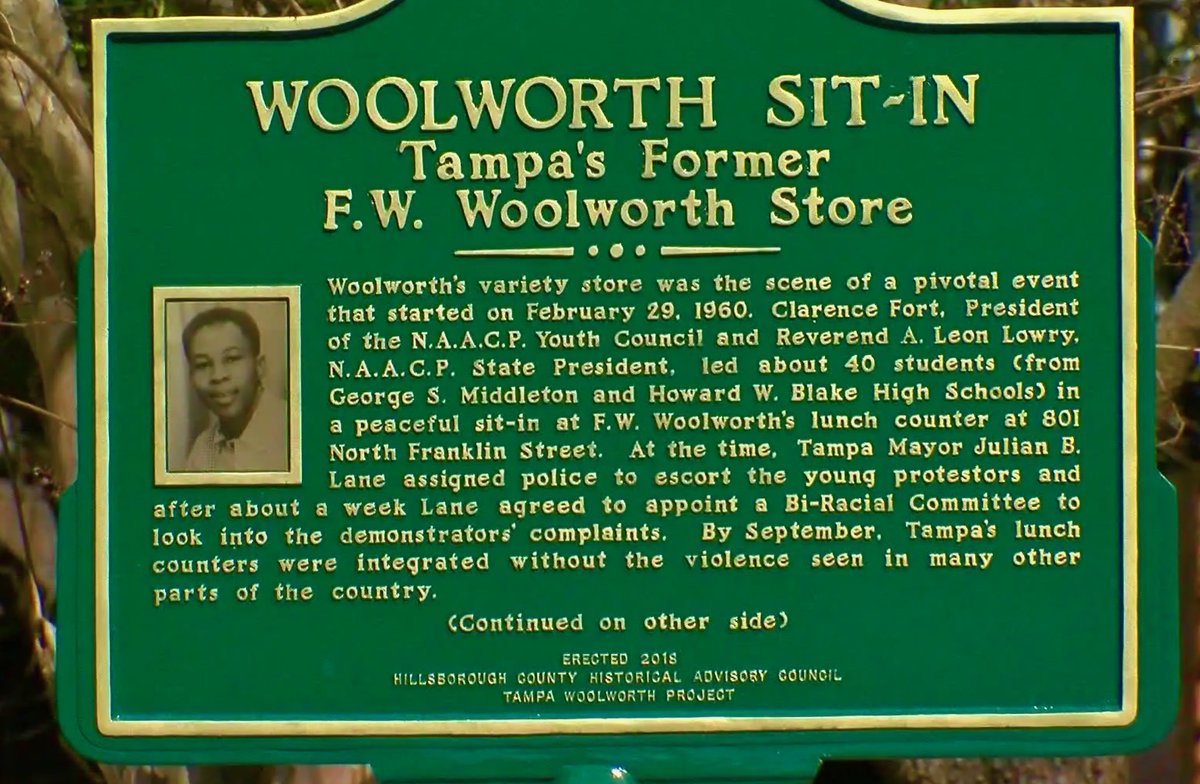 WOOLWORTH SIT-IN
Tampa's Former
F.W. Woolworth Store
Woolworth's variety store was the scene of a pivotal event
that started on February 29, 1960. Clarence Fort, President
of the N.A.A.C.P. Youth Council and Reverend A. Leon Lowry,
N.A.A.C.P. State President, led about 40 students (from
George S. Middleton and Howard W. Blake High Schools) in
a peaceful sit-in at F.W. Woolworth's lunch counter at 801
North Franklin Street. At the time, Tampa Mayor Julian B.
Lane assigned police to escort the young protestors and
after about a week Lane agreed to appoint a Bi-Racial Committee to
look into the demonstrators' complaints. By September, Tampa's lunch
counters were integrated without the violence seen in many other
parts of the country.
(Continued on other side)
ERECTED 2018
HILLSBOROUGH COUNTY HISTORICAL ADVISORY COUNCIL
TAMPA WOOLWORTH PROJECT